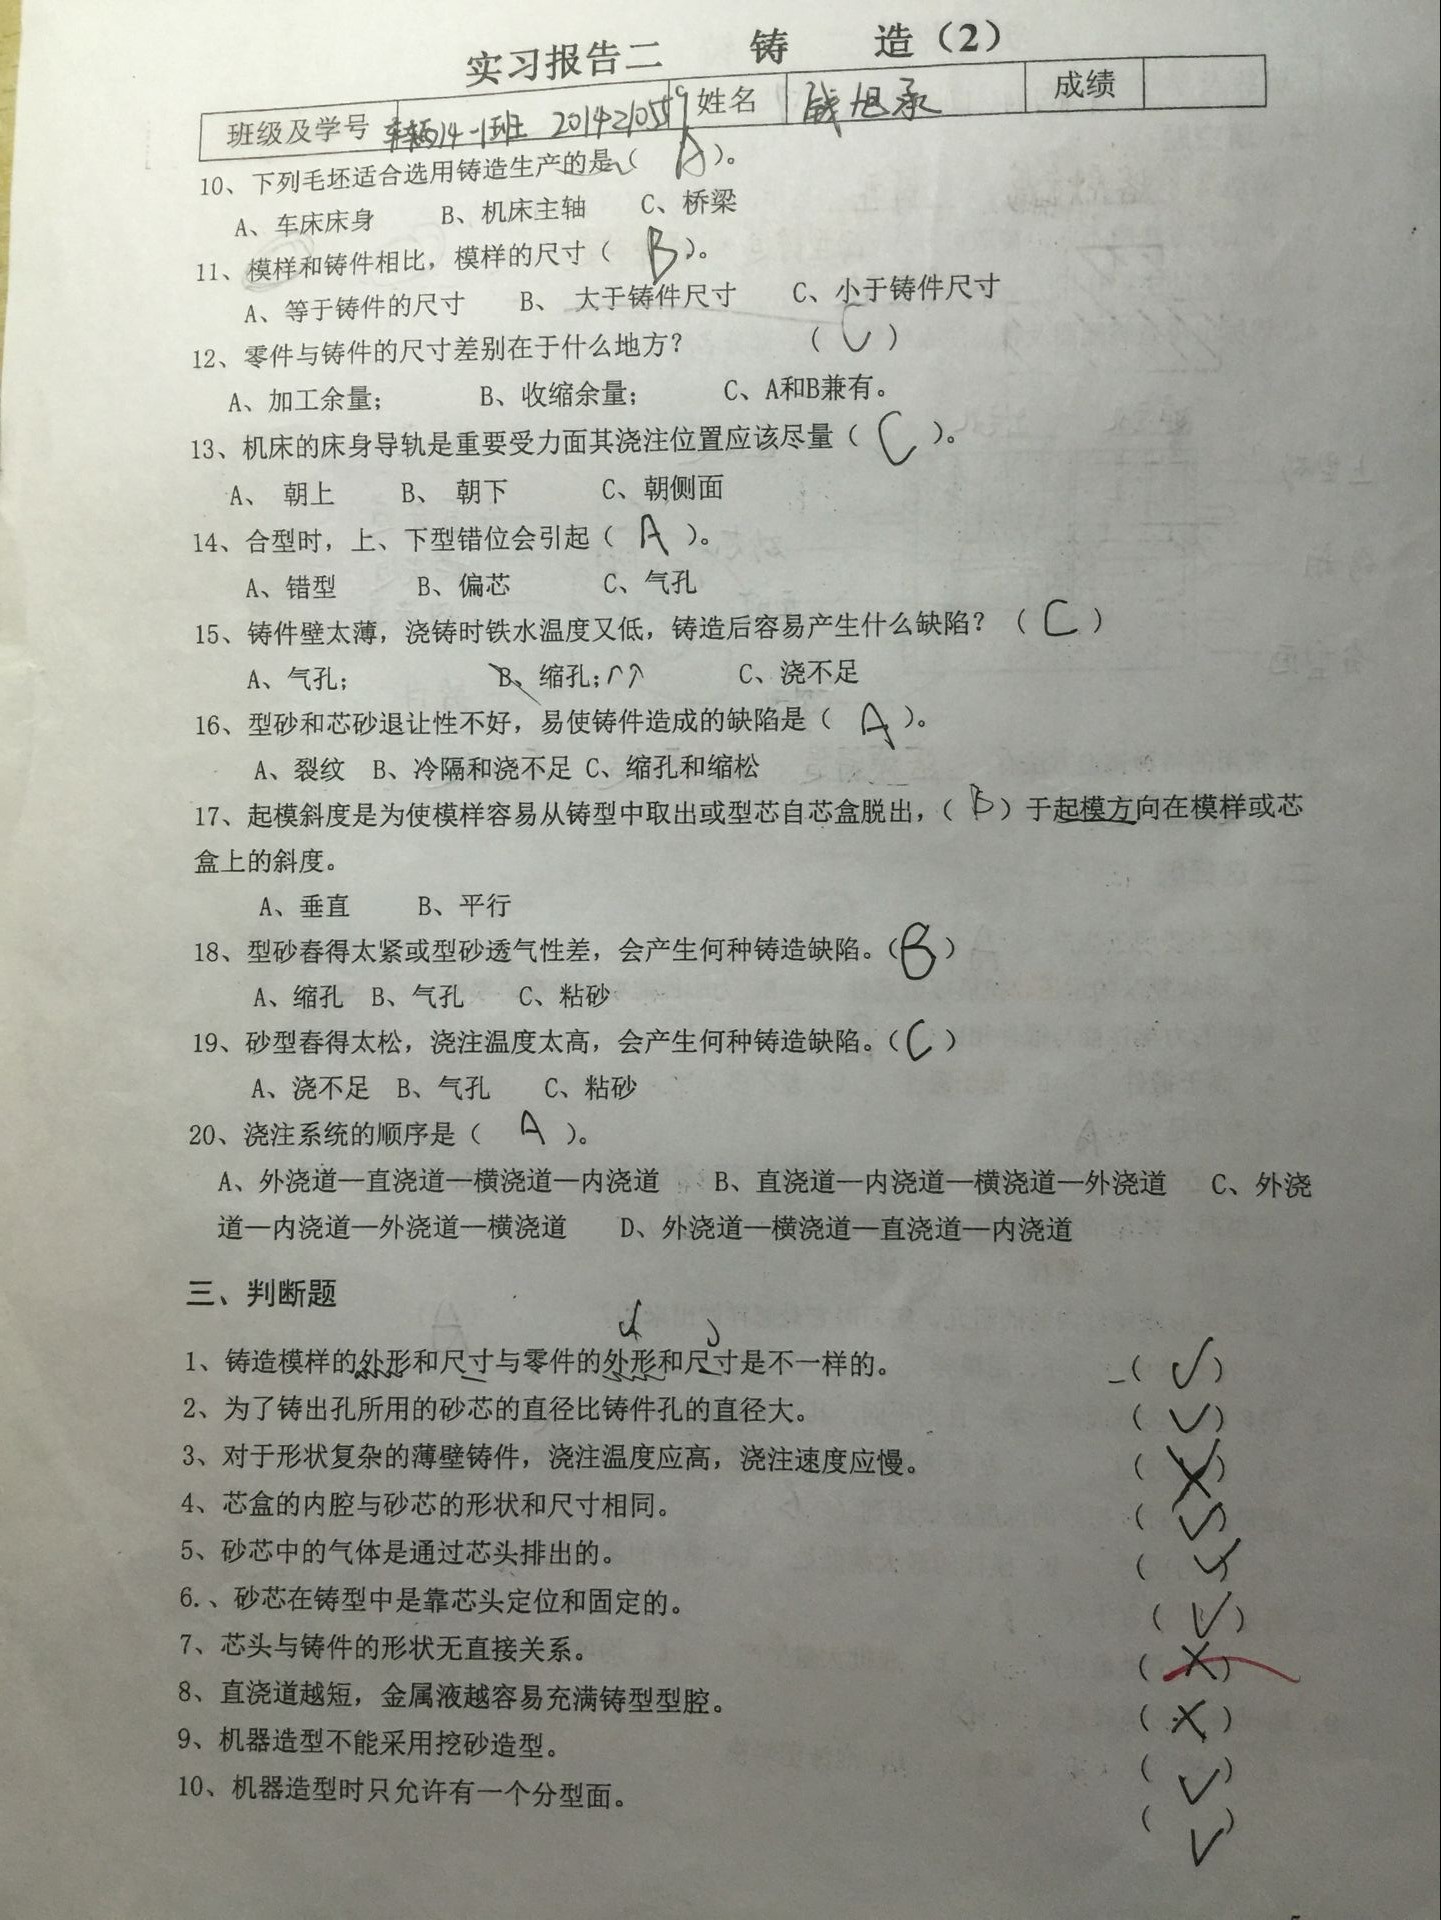 实习报告二 铸 造（2）
班级及学号 车辆14-1班 2014210559 姓名 钱旭承 成绩
10、下列毛坯适合选用铸造生产的是（ A ）。
A、车床床身 B、机床主轴 C、桥梁
11、模样和铸件相比，模样的尺寸（ B ）。
A、等于铸件的尺寸 B、 大于铸件尺寸 C、小于铸件尺寸
12、零件与铸件的尺寸差别在于什么地方？ （ C ）
A、加工余量； B、收缩余量； C、A和B兼有。
13、机床的床身导轨是重要受力面其浇注位置应该尽量（ C ）。
A、 朝上 B、 朝下 C、朝侧面
14、合型时，上、下型错位会引起（ A ）。
A、错型 B、偏芯 C、气孔
15、铸件壁太薄，浇铸时铁水温度又低，铸造后容易产生什么缺陷？（ C ）
A、气孔； B、缩孔； C、浇不足
16、型砂和芯砂退让性不好，易使铸件造成的缺陷是（ A ）。
A、裂纹 B、冷隔和浇不足 C、缩孔和缩松
17、起模斜度是为使模样容易从铸型中取出或型芯自芯盒脱出，（ B ）于起模方向在模样或芯
盒上的斜度。
A、垂直 B、平行
18、型砂舂得太紧或型砂透气性差，会产生何种铸造缺陷。（ B ）
A、缩孔 B、气孔 C、粘砂
19、砂型舂得太松，浇注温度太高，会产生何种铸造缺陷。（ C ）
A、浇不足 B、气孔 C、粘砂
20、浇注系统的顺序是（ A ）。
A、外浇道—直浇道—横浇道—内浇道 B、直浇道—内浇道—横浇道—外浇道 C、外浇
道—内浇道—外浇道—横浇道 D、外浇道—横浇道—直浇道—内浇道
三、判断题
1、铸造模样的外形和尺寸与零件的外形和尺寸是不一样的。 （ √ ）
2、为了铸出孔所用的砂芯的直径比铸件孔的直径大。 （ √ ）
3、对于形状复杂的薄壁铸件，浇注温度应高，浇注速度应慢。 （ × ）
4、芯盒的内腔与砂芯的形状和尺寸相同。 （ √ ）
5、砂芯中的气体是通过芯头排出的。 （ √ ）
6.、砂芯在铸型中是靠芯头定位和固定的。 （ √ ）
7、芯头与铸件的形状无直接关系。 （ × ）
8、直浇道越短，金属液越容易充满铸型型腔。 （ × ）
9、机器造型不能采用挖砂造型。 （ √ ）
10、机器造型时只允许有一个分型面。 （ √ ）